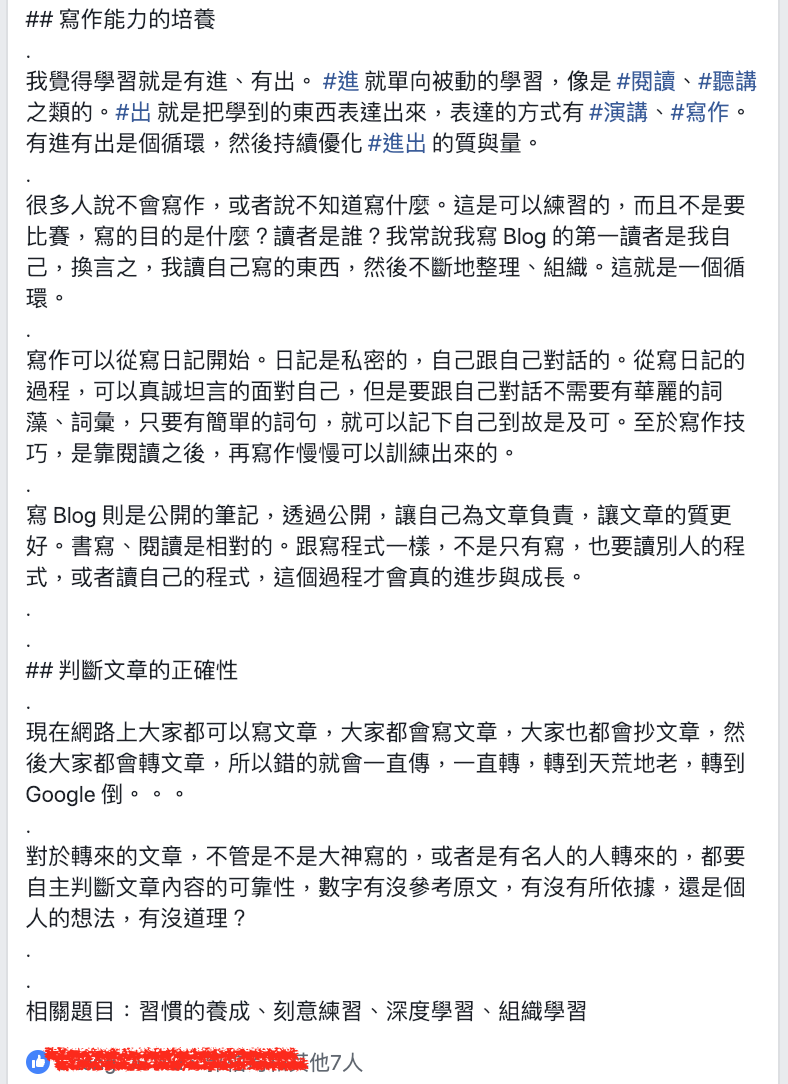 ## 寫作能力的培養
.
我覺得學習就是有進、有出。 #進 就單向被動的學習，像是 #閱讀、#聽講
之類的。#出 就是把學到的東西表達出來，表達的方式有 #演講、#寫作。
有進有出是個循環，然後持續優化 #進出 的質與量。
.
很多人說不會寫作，或者說不知道寫什麼。這是可以練習的，而且不是要
比賽，寫的目的是什麼？讀者是誰？我常說我寫 Blog 的第一讀者是我自
己，換言之，我讀自己寫的東西，然後不斷地整理、組織。這就是一個循
環。
.
寫作可以從寫日記開始。日記是私密的，自己跟自己對話的。從寫日記的
過程，可以真誠坦言的面對自己，但是要跟自己對話不需要有華麗的詞
藻、詞彙，只要有簡單的詞句，就可以記下自己到故是及可。至於寫作技
巧，是靠閱讀之後，再寫作慢慢可以訓練出來的。
.
寫 Blog 則是公開的筆記，透過公開，讓自己為文章負責，讓文章的質更
好。書寫、閱讀是相對的。跟寫程式一樣，不是只有寫，也要讀別人的程
式，或者讀自己的程式，這個過程才會真的進步與成長。
.
.
## 判斷文章的正確性
.
現在網路上大家都可以寫文章，大家都會寫文章，大家也都會抄文章，然
後大家都會轉文章，所以錯的就會一直傳，一直轉，轉到天荒地老，轉到
Google 倒。。。
.
對於轉來的文章，不管是不是大神寫的，或者是有名人的人轉來的，都要
自主判斷文章內容的可靠性，數字有沒參考原文，有沒有所依據，還是個
人的想法，有沒道理？
.
.
相關題目：習慣的養成、刻意練習、深度學習、組織學習
他7人